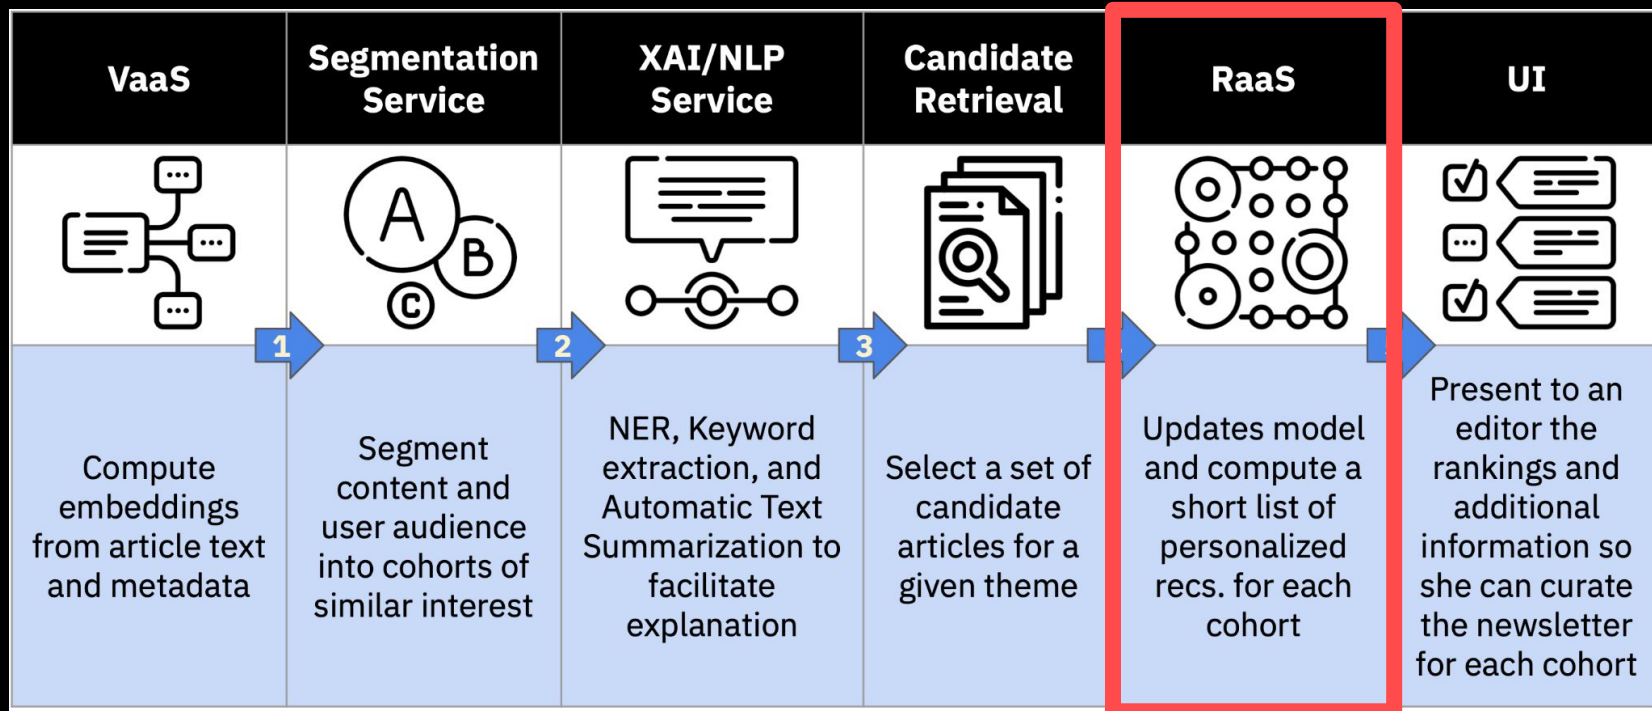 VaaS
Segmentation
Service
XAI/NLP
Service
Candidate
Retrieval
RaaS
UI
A
B
C
1
2
3
Compute
embeddings
from article text
and metadata
Segment
content and
user audience
into cohorts of
similar interest
NER, Keyword
extraction, and
Automatic Text
Summarization to
facilitate
explanation
Select a set of
candidate
articles for a
given theme
Updates model
and compute a
short list of
personalized
recs. for each
cohort
Present to an
editor the
rankings and
additional
information so
she can curate
the newsletter
for each cohort